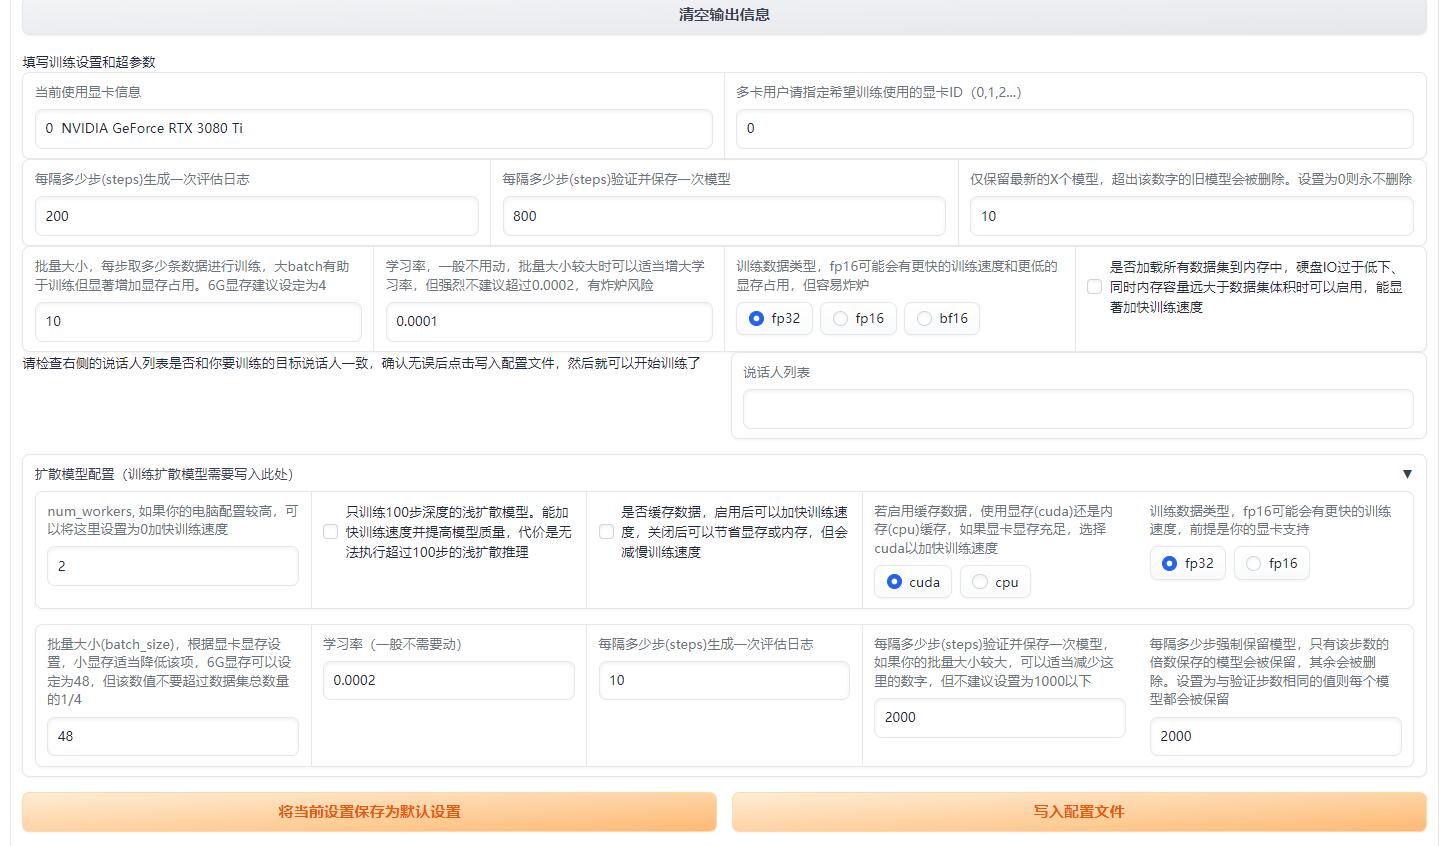 清空输出信息
填写训练设置和超参数
当前使用显卡信息
0  NVIDIA GeForce RTX 3080 Ti
多卡用户请指定希望训练使用的显卡ID（0,1,2...）
0
每隔多少步(steps)生成一次评估日志
200
每隔多少步(steps)验证并保存一次模型
800
仅保留最新的X个模型，超出该数字的旧模型会被删除。设置为0则永不删除
10
批量大小，每步取多少条数据进行训练，大batch有助
于训练但显著增加显存占用。6G显存建议设定为4
10
学习率，一般不用动，批量大小较大时可以适当增大学
习率，但强烈不建议超过0.0002，有炸炉风险
0.0001
训练数据类型，fp16可能会有更快的训练速度和更低的
显存占用，但容易炸炉
fp32
fp16
bf16
是否加载所有数据集到内存中，硬盘IO过于低下、
同时内存容量远大于数据集体积时可以启用，能显
著加快训练速度
请检查右侧的说话人列表是否和你要训练的目标说话人一致，确认无误后点击写入配置文件，然后就可以开始训练了
说话人列表
扩散模型配置（训练扩散模型需要写入此处）
▼
num_workers, 如果你的电脑配置较高，可
以将这里设置为0加快训练速度
2
只训练100步深度的浅扩散模型。能加
快训练速度并提高模型质量，代价是无
法执行超过100步的浅扩散推理
是否缓存数据，启用后可以加快训练速
度，关闭后可以节省显存或内存，但会
减慢训练速度
若启用缓存数据，使用显存(cuda)还是内
存(cpu)缓存，如果显卡显存充足，选择
cuda以加快训练速度
cuda
cpu
训练数据类型，fp16可能会有更快的训练
速度，前提是你的显卡支持
fp32
fp16
批量大小(batch_size)，根据显卡显存设
置，小显存适当降低该项，6G显存可以设
定为48，但该数值不要超过数据集总数量
的1/4
48
学习率（一般不需要动）
0.0002
每隔多少步(steps)生成一次评估日志
10
每隔多少步(steps)验证并保存一次模型，
如果你的批量大小较大，可以适当减少这
里的数字，但不建议设置为1000以下
2000
每隔多少步强制保留模型，只有该步数的
倍数保存的模型会被保留，其余会被删
除。设置为与验证步数相同的值则每个模
型都会被保留
2000
将当前设置保存为默认设置
写入配置文件